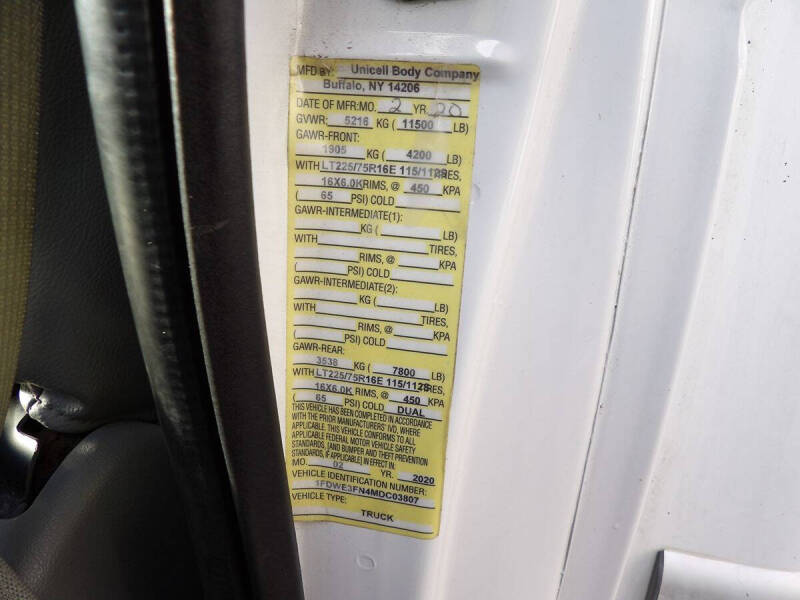 MFD BY: Unicell Body Company
Buffalo, NY 14206
DATE OF MFR:MO. 2 YR. 20
GVWR: 5216 KG ( 11500 LB)
GAWR-FRONT:
1905 KG ( 4200 LB)
WITH LT225/75R16E 115/112S TIRES,
16X6.0K RIMS, @ 450 KPA
( 65 PSI) COLD
GAWR-INTERMEDIATE(1):
KG ( LB)
WITH TIRES,
RIMS, @ KPA
( PSI) COLD
GAWR-INTERMEDIATE(2):
KG ( LB)
WITH TIRES,
RIMS, @ KPA
( PSI) COLD
GAWR-REAR:
3538 KG ( 7800 LB)
WITH LT225/75R16E 115/112S TIRES,
16X6.0K RIMS, @ 450 KPA
( 65 PSI) COLD DUAL
THIS VEHICLE HAS BEEN COMPLETED IN ACCORDANCE
WITH THE PRIOR MANUFACTURERS' IVD, WHERE
APPLICABLE. THIS VEHICLE CONFORMS TO ALL
APPLICABLE FEDERAL MOTOR VEHICLE SAFETY
STANDARDS, (AND BUMPER AND THEFT PREVENTION
STANDARDS, IF APPLICABLE) IN EFFECT IN:
MO. 02 YR. 2020
VEHICLE IDENTIFICATION NUMBER:
1FDWE3FN4MDC03807
VEHICLE TYPE:
TRUCK